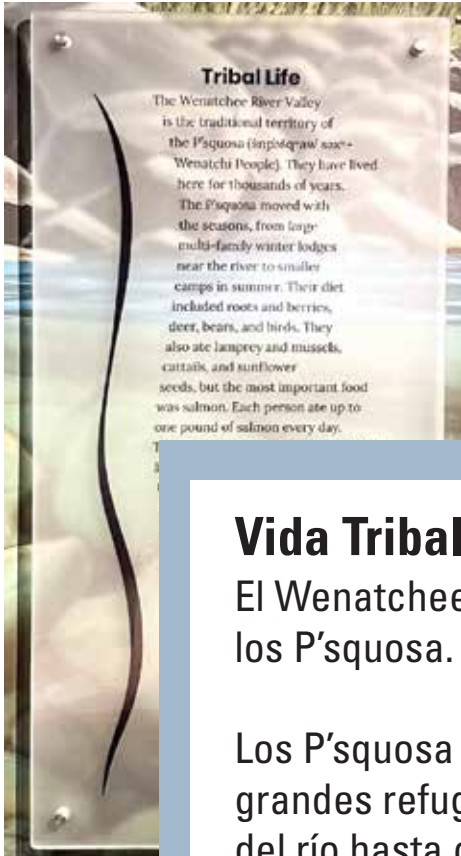 Tribal Life
The Wenatchee River Valley
is the traditional territory of
the P'squosa
Wenatchi People). They have lived
here for thousands of years.
The P'squosa moved with
the seasons, from large
multi-family winter lodges
near the river to smaller
camps in summer. Their diet
included roots and berries,
deer, bears, and birds. They
also ate lamprey and mussels,
cattails, and sunflower
seeds, but the most important food
was salmon. Each person ate up to
one pound of salmon every day.
Vida Tribal
El Wenatchee
los P'squosa.
Los P'squosa
grandes refug
del río hasta